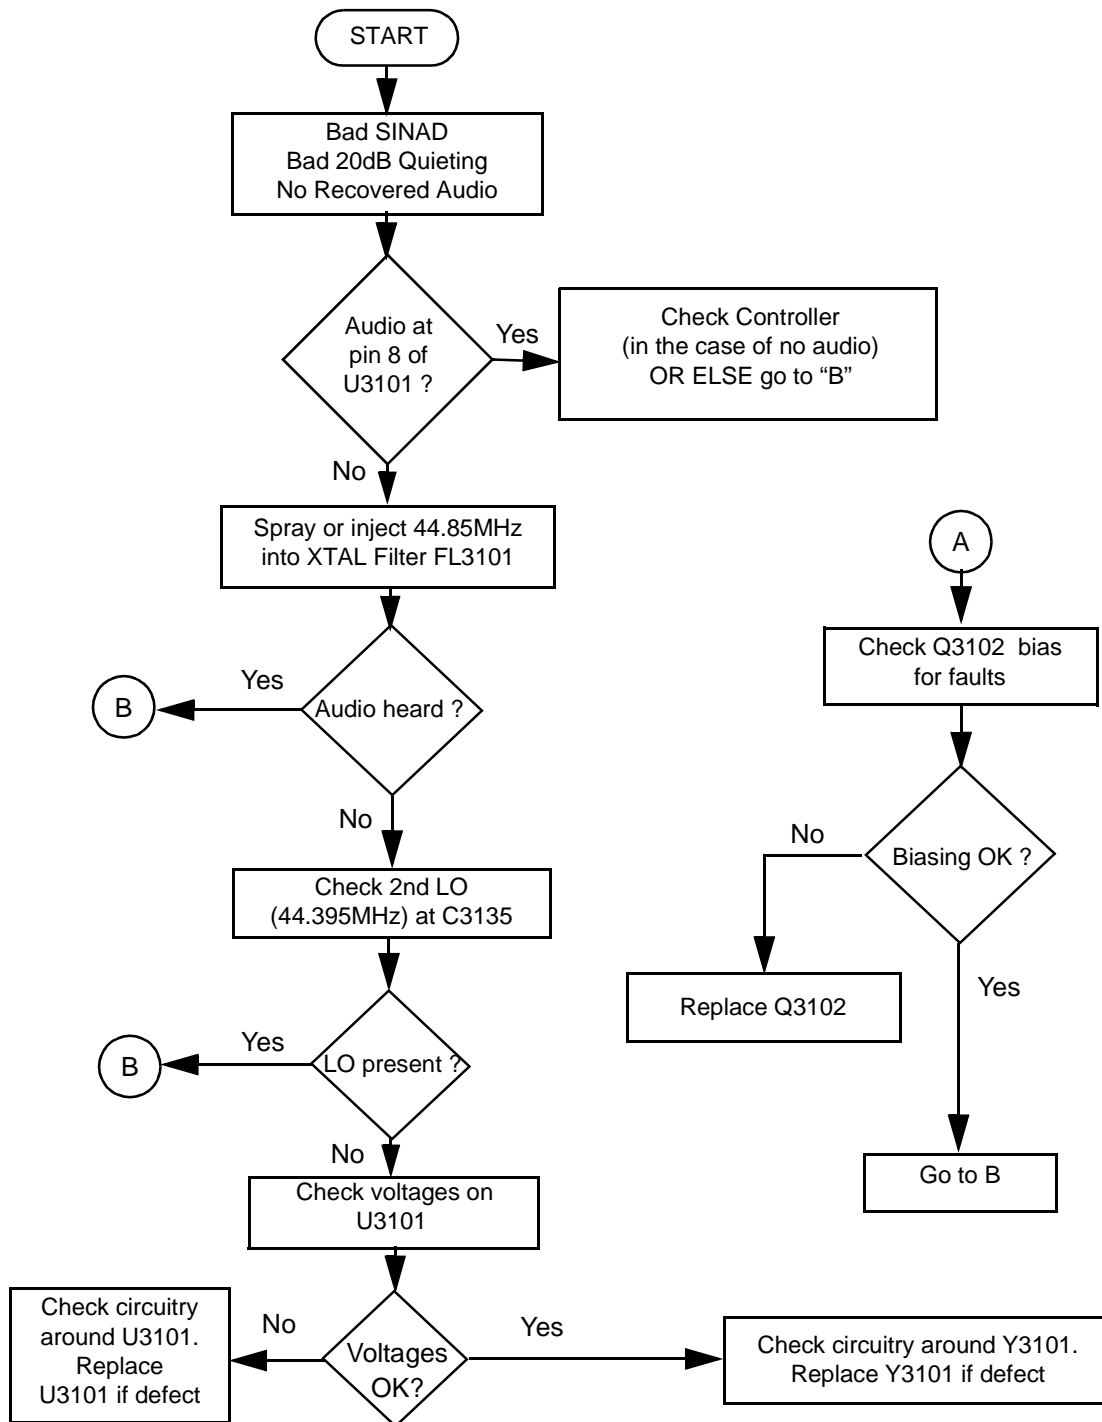 START
Bad SINAD
Bad 20dB Quieting
No Recovered Audio
Audio at
pin 8 of
U3101 ?
Yes
Check Controller
(in the case of no audio)
OR ELSE go to “B”
No
Spray or inject 44.85MHz
into XTAL Filter FL3101
Audio heard ?
Yes
B
No
Check 2nd LO
(44.395MHz) at C3135
LO present ?
Yes
B
No
Check voltages on
U3101
Voltages
OK?
No
Check circuitry
around U3101.
Replace
U3101 if defect
Yes
Check circuitry around Y3101.
Replace Y3101 if defect
A
Check Q3102 bias
for faults
Biasing OK ?
No
Replace Q3102
Yes
Go to B